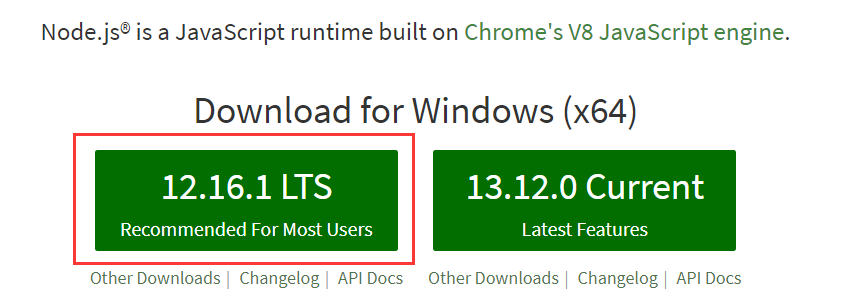 Node.js® is a JavaScript runtime built on Chrome's V8 JavaScript engine.
Download for Windows (x64)
12.16.1 LTS
Recommended For Most Users
13.12.0 Current
Latest Features
Other Downloads | Changelog | API Docs
Other Downloads | Changelog | API Docs